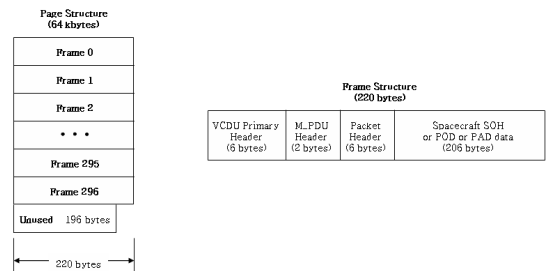 Page Structure
(64 kbytes)
Frame 0
Frame 1
Frame 2
• • •
Frame 295
Frame 296
Unused 196 bytes
220 bytes
Frame Structure
(220 bytes)
VCDU Primary
Header
(6 bytes)
M_PDU
Header
(2 bytes)
Packet
Header
(6 bytes)
Spacecraft SOH
or POD or PAD data
(206 bytes)